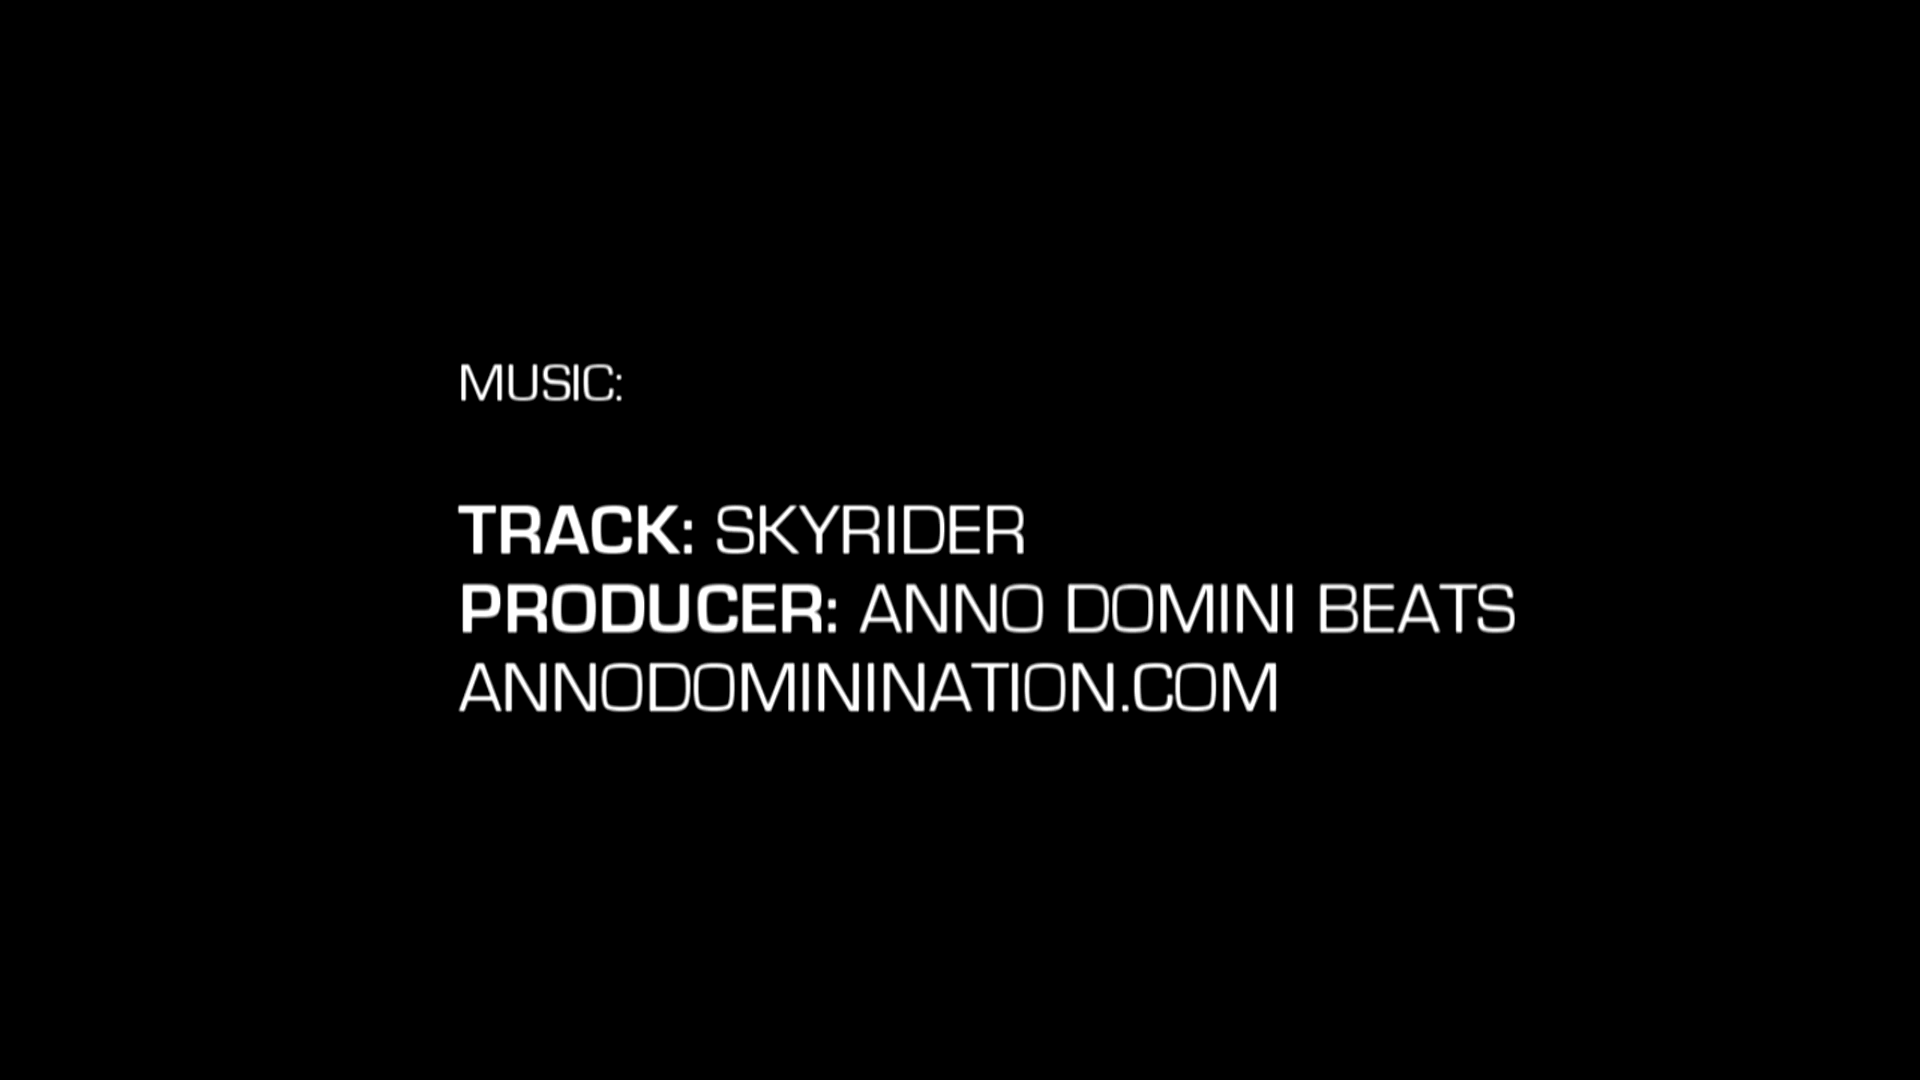 MUSIC:
TRACK: SKYRIDER
PRODUCER: ANNO DOMINI BEATS
ANNODOMININATION.COM